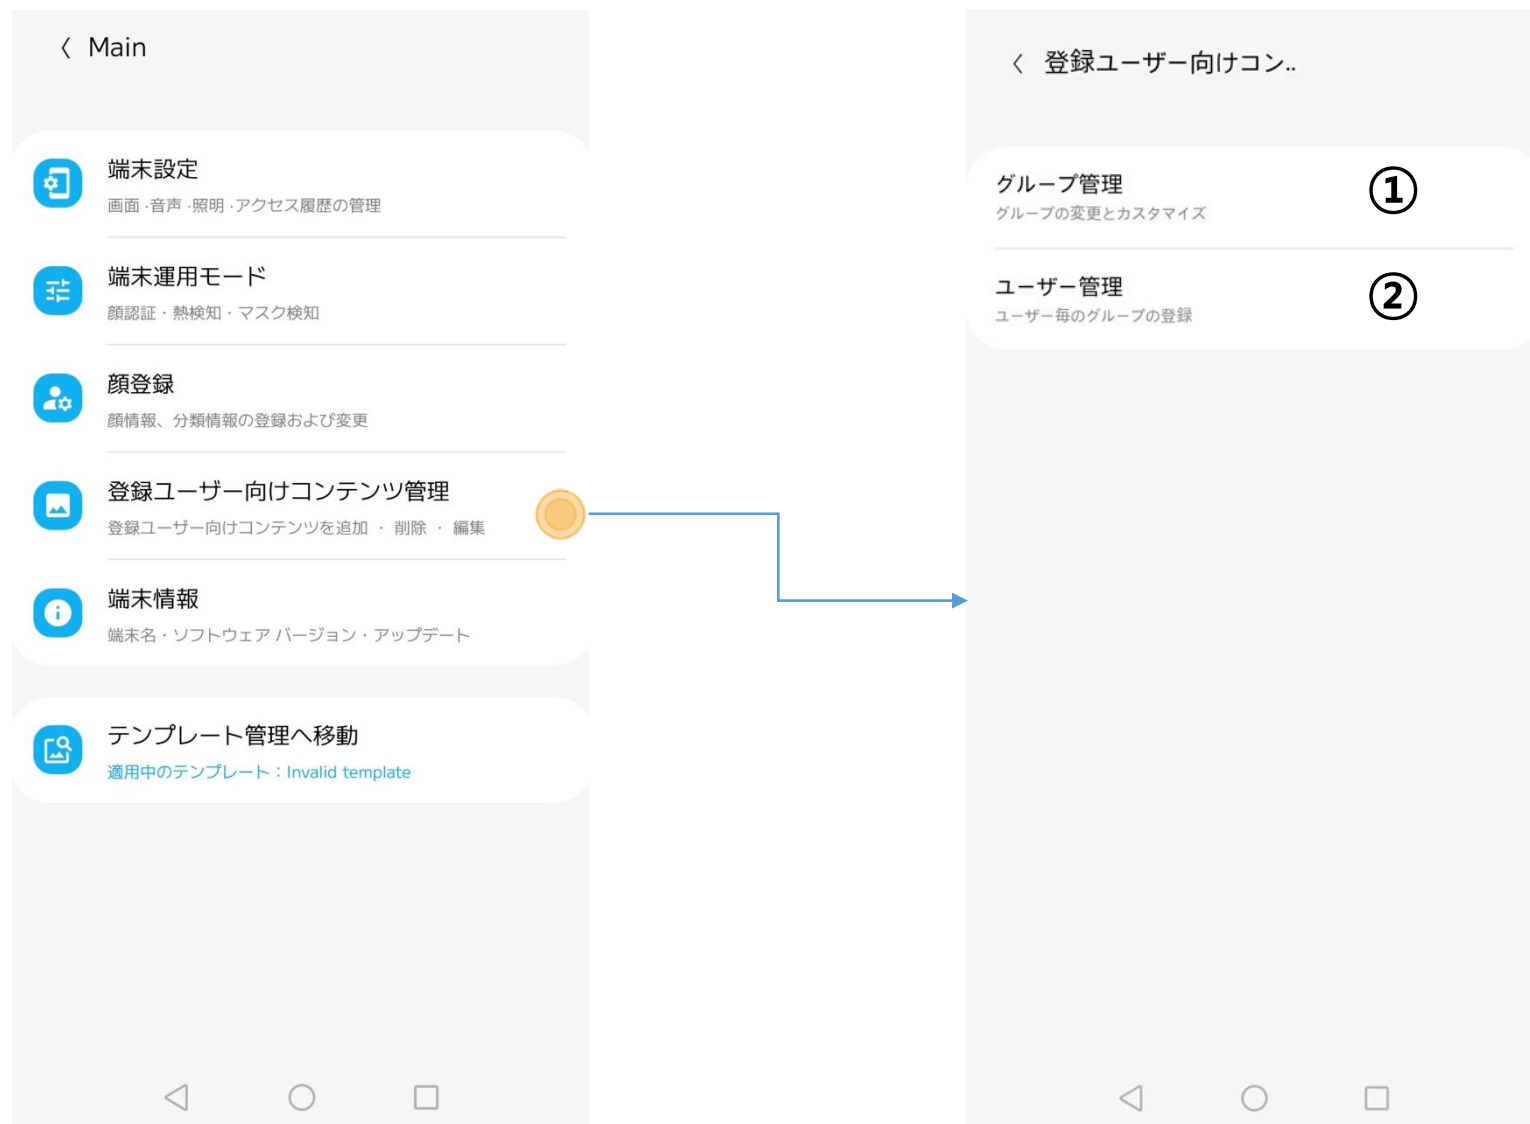 Main
端末設定
画面 ·音声 ·照明 ·アクセス履歴の管理
端末運用モード
顔認証・熱検知・マスク検知
顔登録
顔情報、分類情報の登録および変更
登録ユーザー向けコンテンツ管理
登録ユーザー向けコンテンツを追加 ・ 削除 ・ 編集
端末情報
端末名・ソフトウェア バージョン・アップデート
テンプレート管理へ移動
適用中のテンプレート：Invalid template
登録ユーザー向けコン..
グループ管理
グループの変更とカスタマイズ
①
ユーザー管理
ユーザー毎のグループの登録
②